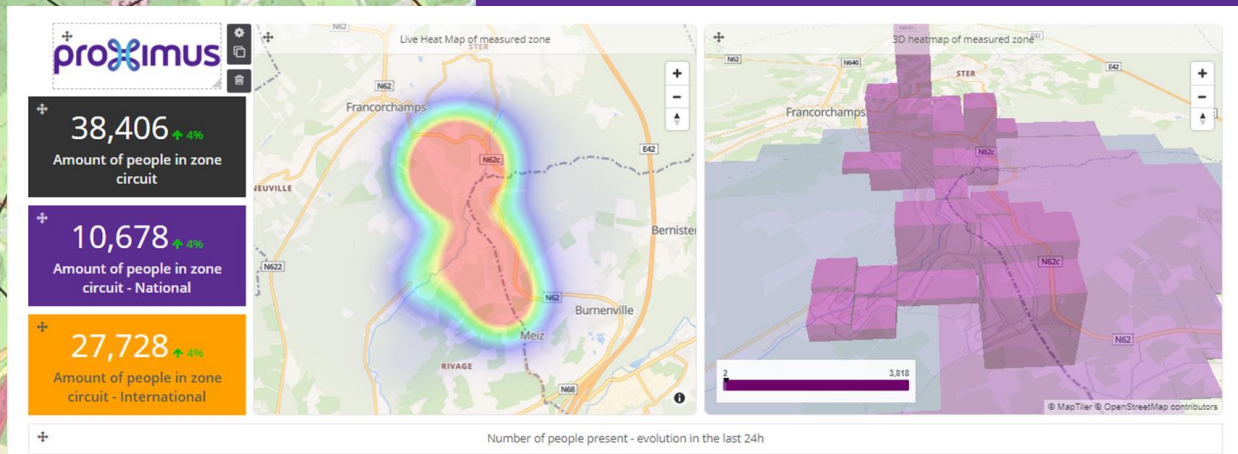 proximus
38,406 4%
Amount of people in zone
circuit
10,678 4%
Amount of people in zone
circuit - National
27,728 4%
Amount of people in zone
circuit - International
Live Heat Map of measured zone
N62
STER
N62
Francorchamps
N62c
E42
NEUVILLE
Bernister
N622
N62
Burnenville
Meiz
RIVAGE
N68
3D heatmap of measured zone
E42
N62
N640
STER
E42
Francorchamps
N62c
N62c
N62
2
3,818
© MapTiler © OpenStreetMap contributors
Number of people present - evolution in the last 24h